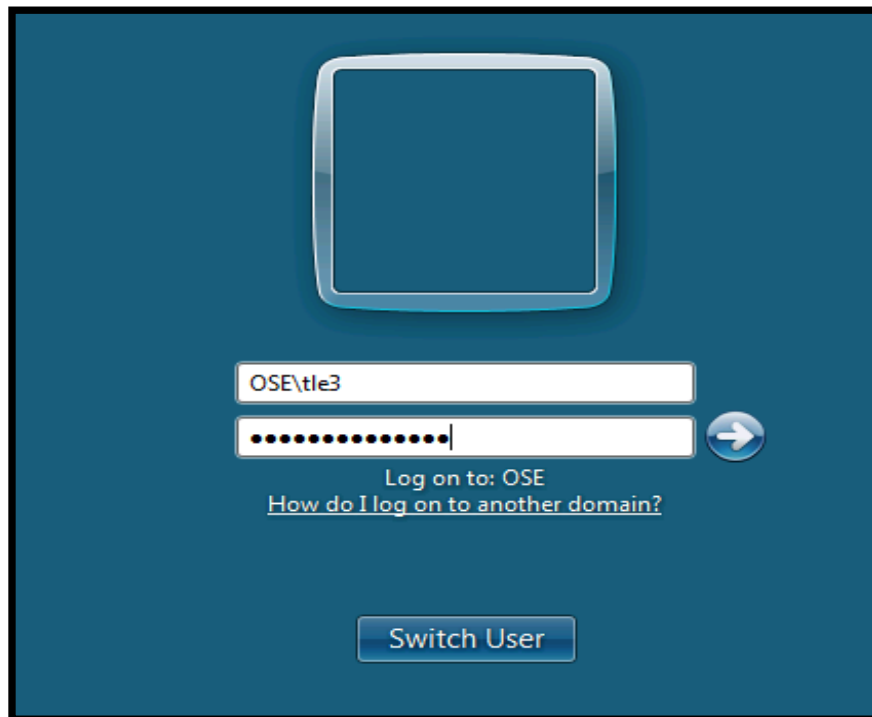 OSE\tle3
••••••••••••••
Log on to: OSE
How do I log on to another domain?
Switch User